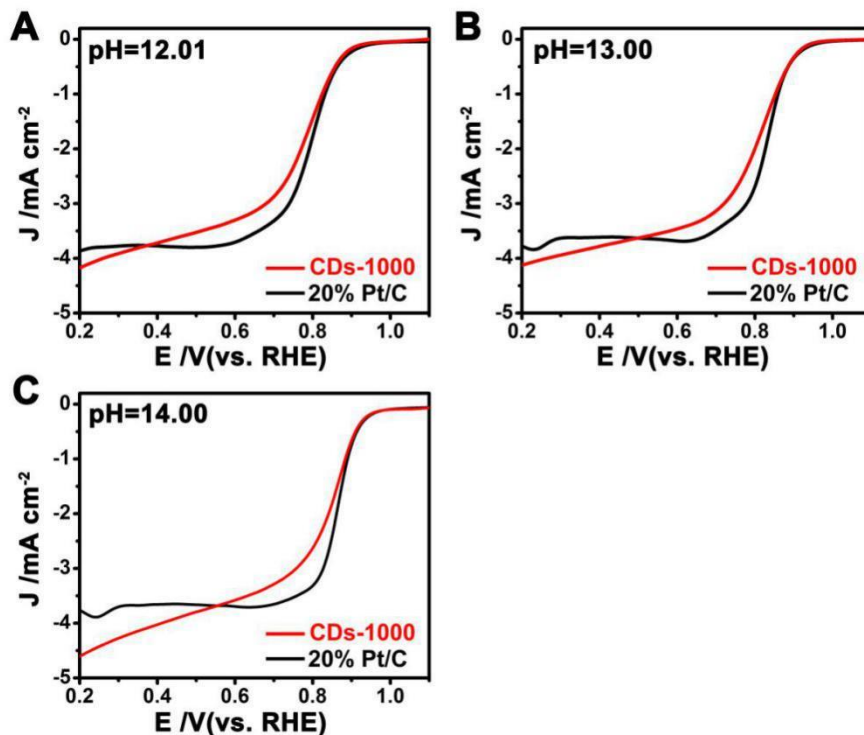 A
pH=12.01
0
-1
-2
-3
-4
-5
J /mA cm⁻²
CDs-1000
20% Pt/C
0.2 0.4 0.6 0.8 1.0
E /V(vs. RHE)
B
pH=13.00
0
-1
-2
-3
-4
-5
J /mA cm⁻²
CDs-1000
20% Pt/C
0.2 0.4 0.6 0.8 1.0
E /V(vs. RHE)
C
pH=14.00
0
-1
-2
-3
-4
-5
J /mA cm⁻²
CDs-1000
20% Pt/C
0.2 0.4 0.6 0.8 1.0
E /V(vs. RHE)